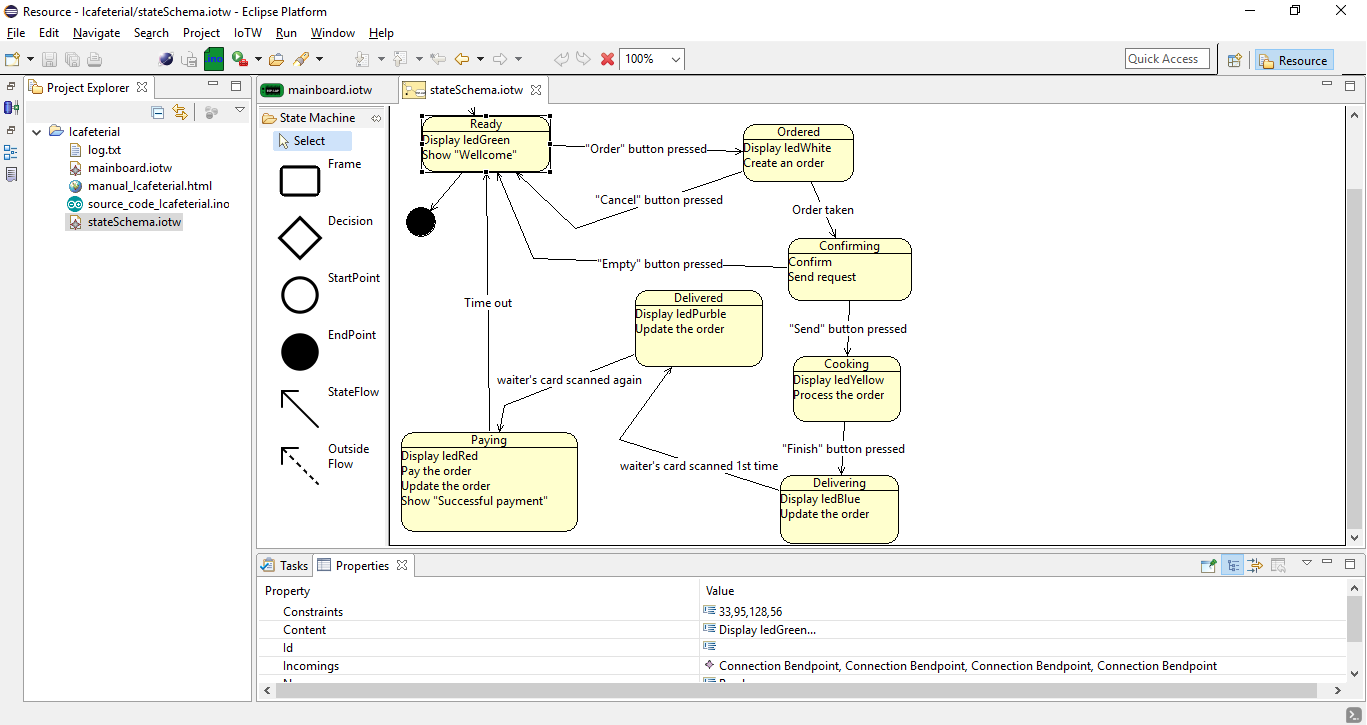 Resource - lcafeterial/stateSchema.iotw - Eclipse Platform
File Edit Navigate Search Project IoTW Run Window Help
.ino
100%
Quick Access
Resource
Project Explorer
mainboard.iotw
stateSchema.iotw
lcafeterial
log.txt
mainboard.iotw
manual_lcafeterial.html
source_code_lcafeterial.ino
stateSchema.iotw
State Machine
Select
Frame
Decision
StartPoint
EndPoint
StateFlow
Outside
Flow
Ready
Display ledGreen
Show "Wellcome"
"Order" button pressed
Ordered
Display ledWhite
Create an order
"Cancel" button pressed
Order taken
Confirming
Confirm
Send request
"Empty" button pressed
Time out
Delivered
Display ledPurble
Update the order
"Send" button pressed
Cooking
Display ledYellow
Process the order
waiter's card scanned again
"Finish" button pressed
waiter's card scanned 1st time
Paying
Display ledRed
Pay the order
Update the order
Show "Successful payment"
Delivering
Display ledBlue
Update the order
Tasks
Properties
Property Value
Constraints 33,95,128,56
Content Display ledGreen...
Id
Incomings Connection Bendpoint, Connection Bendpoint, Connection Bendpoint, Connection Bendpoint